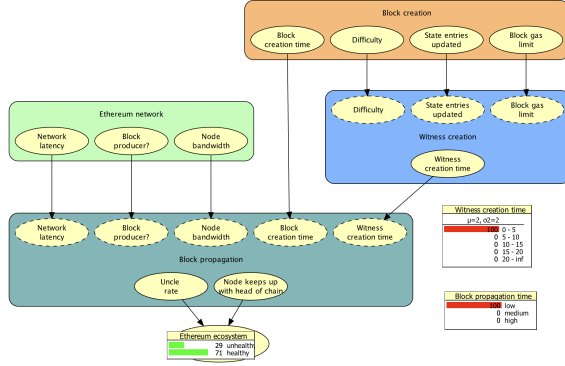 Block creation
Block
creation time
Difficulty
State entries
updated
Block gas
limit
Ethereum network
Network
latency
Block
producer?
Node
bandwidth
Difficulty
State entries
updated
Block gas
limit
Witness creation
Witness
creation time
Network
latency
Block
producer?
Node
bandwidth
Block
creation time
Witness
creation time
Block propagation
Uncle
rate
Node keeps up
with head of chain
Witness creation time
μ=2, σ2=2
100 0 - 5
0 5 - 10
0 10 - 15
0 15 - 20
0 20 - inf
Block propagation time
100 low
0 medium
0 high
Ethereum ecosystem
29 unhealthy
71 healthy